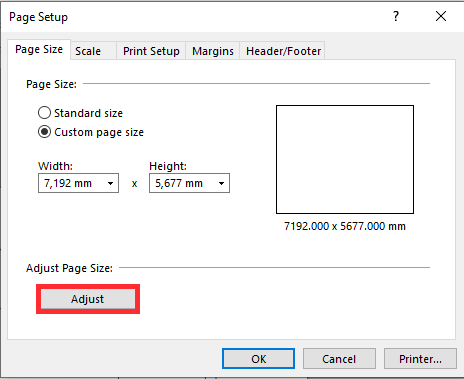 Page Setup
Page Size Scale Print Setup Margins Header/Footer
Page Size:
Standard size
Custom page size
Width: Height:
7,192 mm x 5,677 mm
7192.000 x 5677.000 mm
Adjust Page Size:
Adjust
OK Cancel Printer...